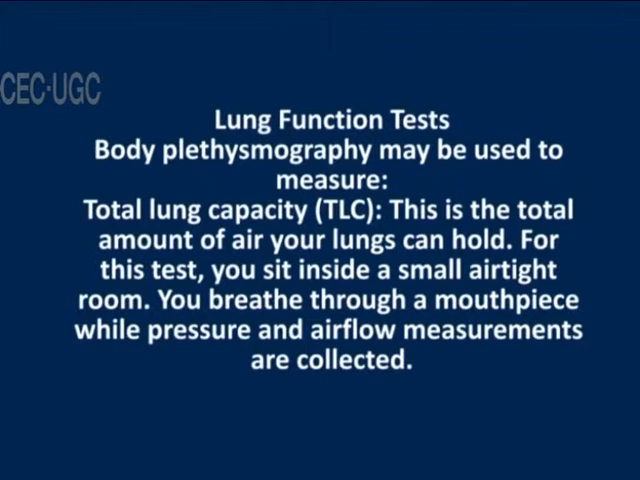 CEC-UGC
Lung Function Tests
Body plethysmography may be used to
measure:
Total lung capacity (TLC): This is the total
amount of air your lungs can hold. For
this test, you sit inside a small airtight
room. You breathe through a mouthpiece
while pressure and airflow measurements
are collected.